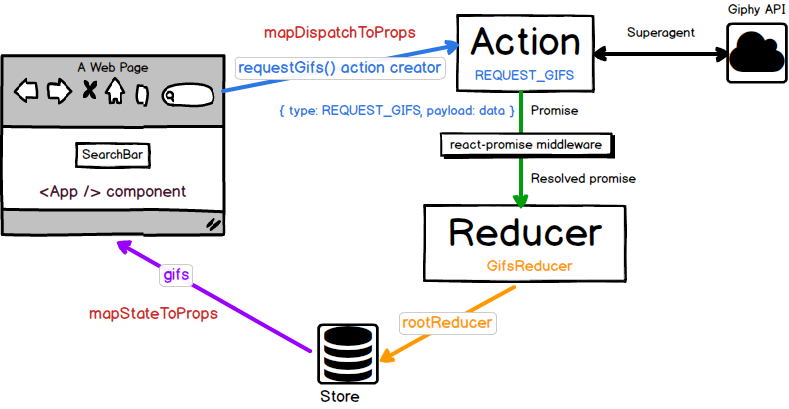 Giphy API
mapDispatchToProps
Superagent
Action
REQUEST_GIFS
requestGifs() action creator
A Web Page
{ type: REQUEST_GIFS, payload: data }
Promise
react-promise middleware
SearchBar
Resolved promise
<App /> component
Reducer
GifsReducer
gifs
mapStateToProps
rootReducer
Store